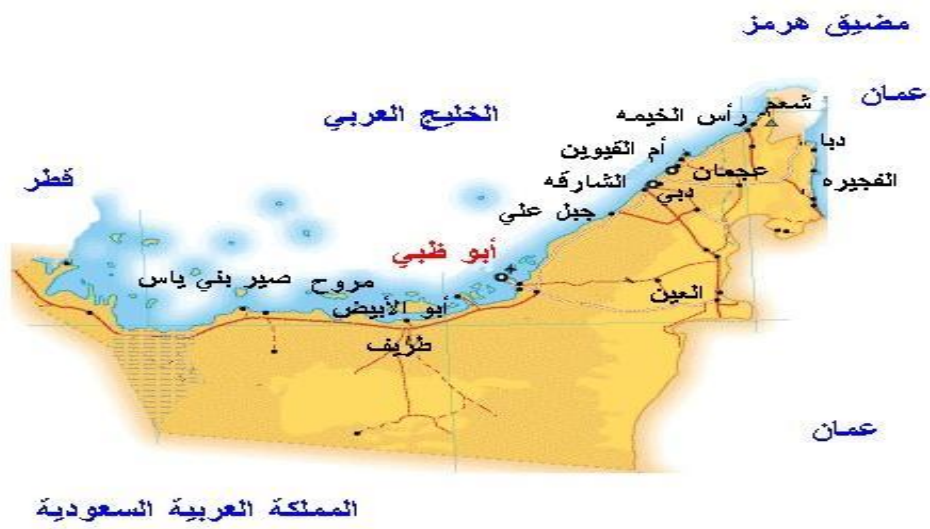 مضيق هرمز
عمان
شعم
رأس الخيمه
الخليج العربي
دبا
أم القيوين
عجمان
الفجيره
الشارقه
قطر
دبي
جبل علي
أبو ظبي
صير بني ياس
مروح
العين
أبو الأبيض
طريف
عمان
المملكة العربية السعودية